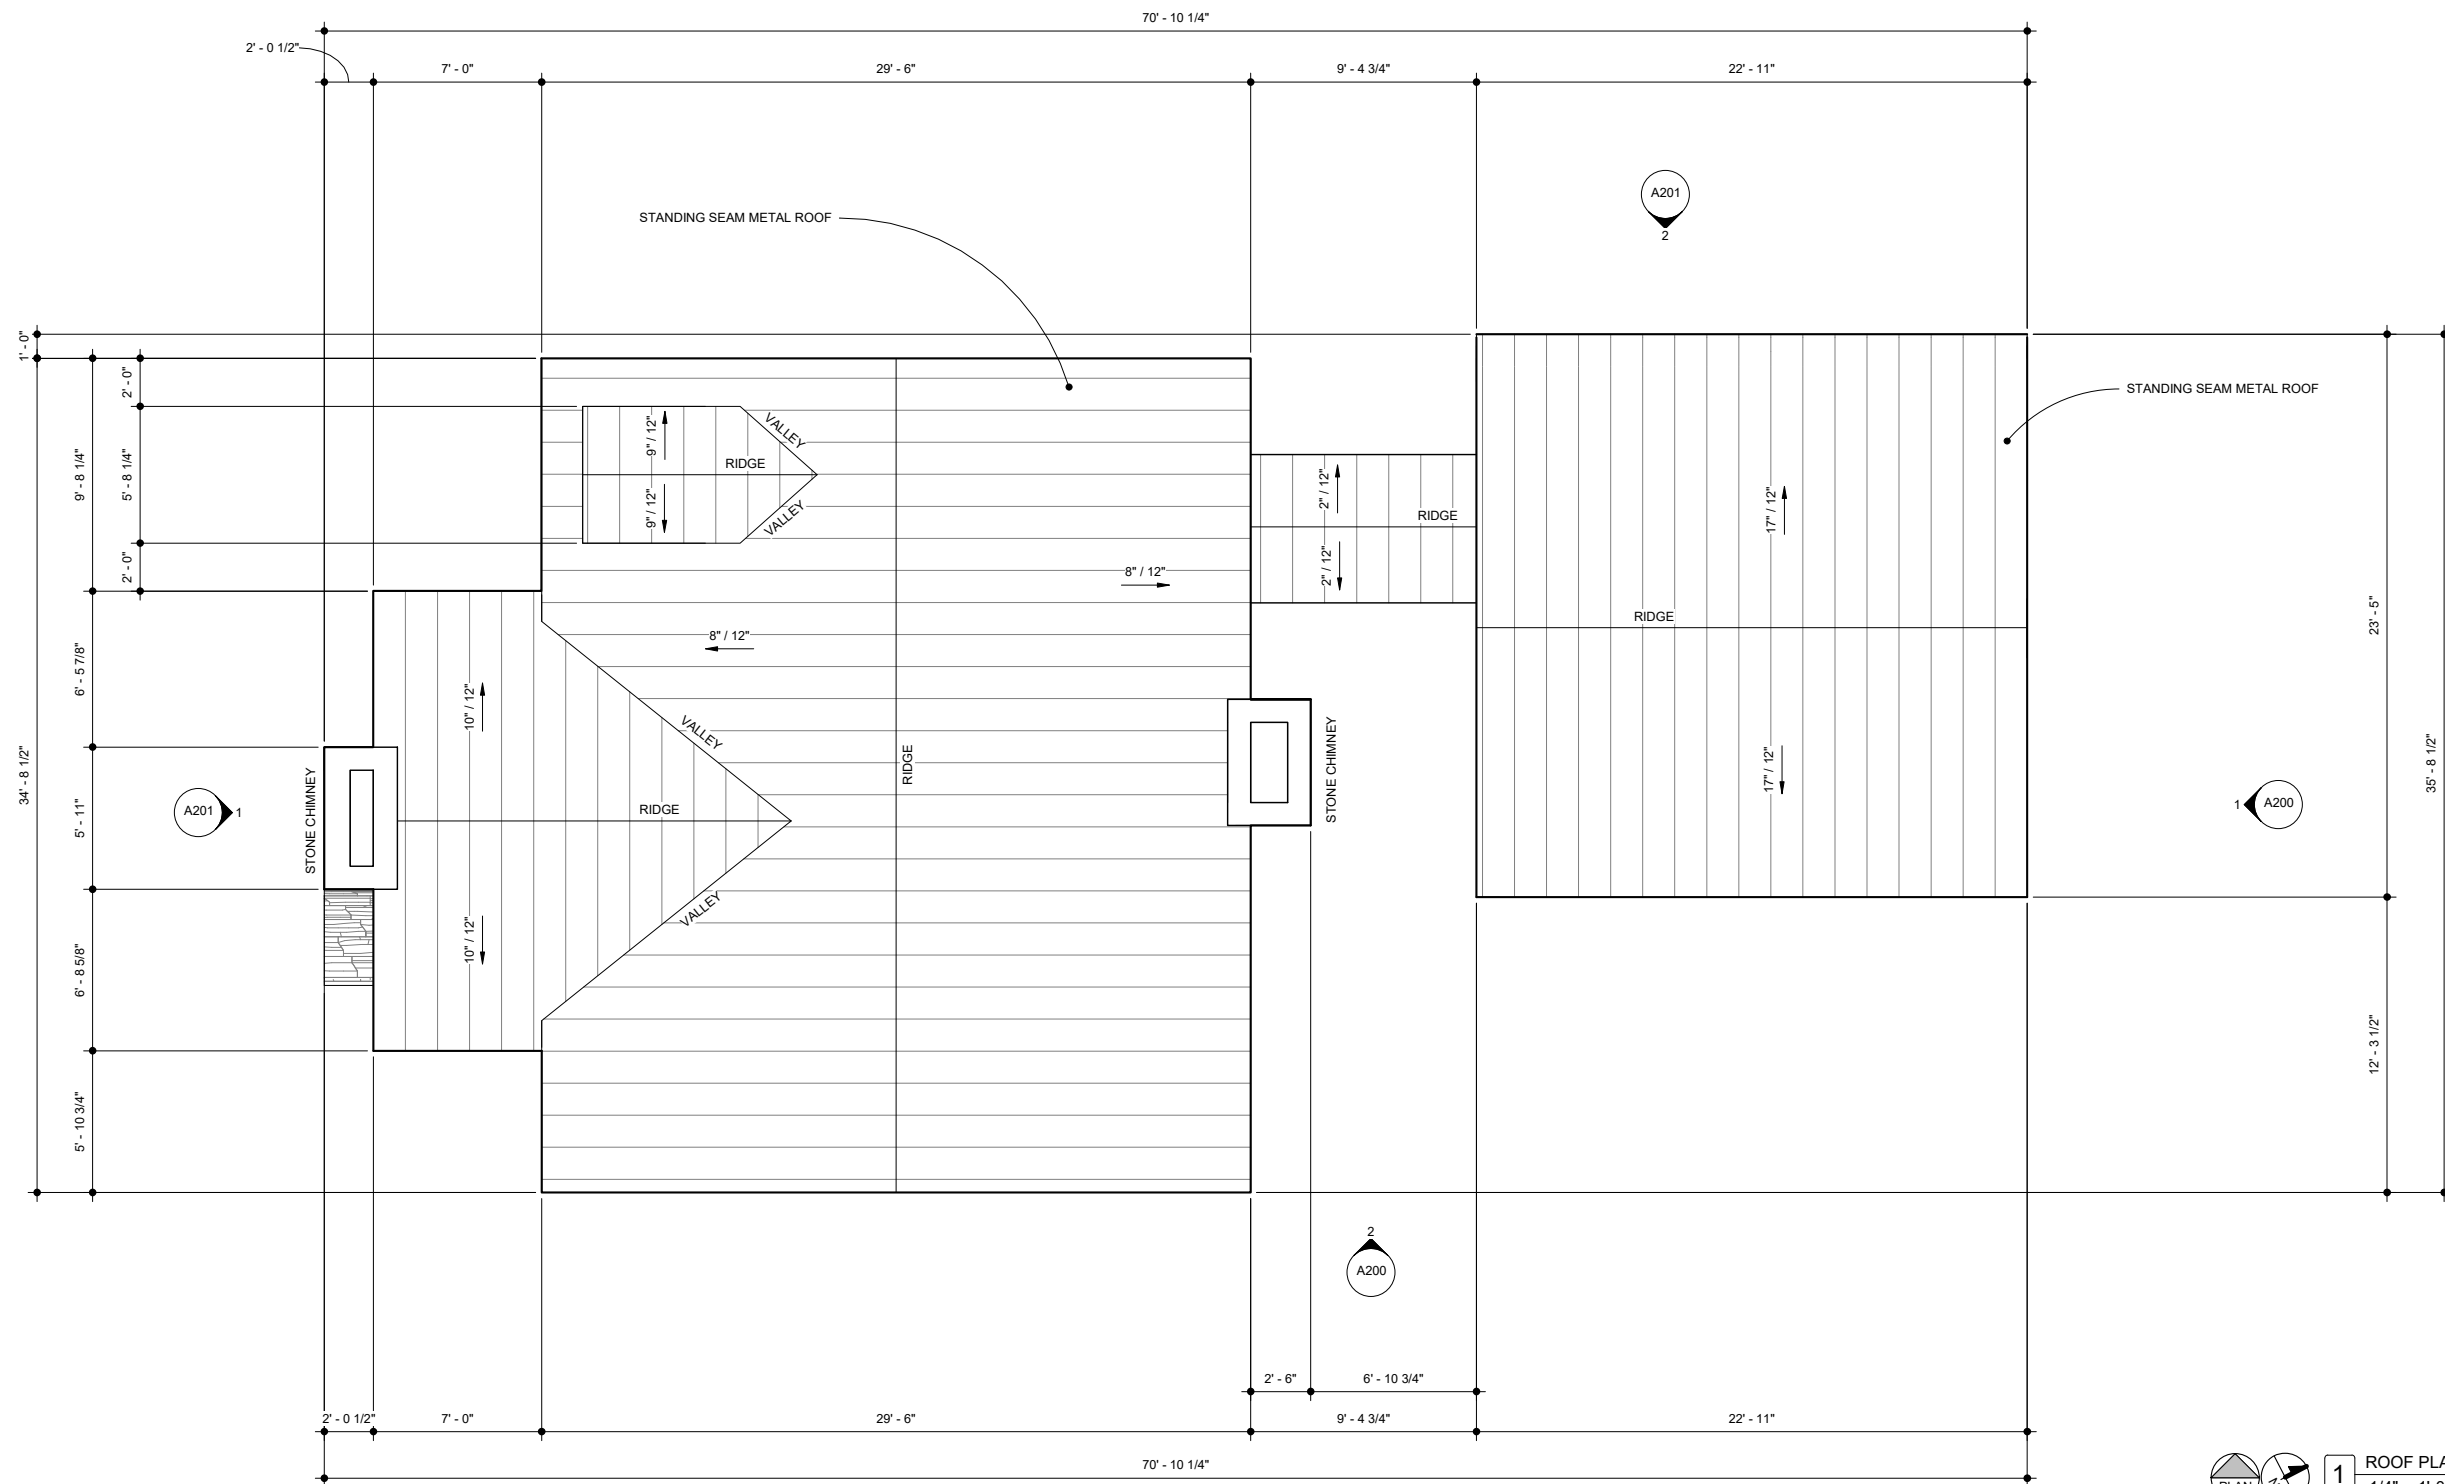 70' - 10 1/4"
2' - 0 1/2"
7' - 0"
29' - 6"
9' - 4 3/4"
22' - 11"
A201
2
STANDING SEAM METAL ROOF
1' - 0"
2' - 0"
9' - 8 1/4"
5' - 8 1/4"
2' - 0"
STANDING SEAM METAL ROOF
VALLEY
9" / 12"
RIDGE
9" / 12"
VALLEY
2" / 12"
RIDGE
2" / 12"
17" / 12"
8" / 12"
8" / 12"
RIDGE
23' - 5"
6' - 5 7/8"
10" / 12"
VALLEY
RIDGE
STONE CHIMNEY
17" / 12"
34' - 8 1/2"
35' - 8 1/2"
STONE CHIMNEY
A201
1
5' - 11"
RIDGE
1
A200
VALLEY
10" / 12"
6' - 8 5/8"
12' - 3 1/2"
5' - 10 3/4"
2
A200
2' - 6"
6' - 10 3/4"
2' - 0 1/2"
7' - 0"
29' - 6"
9' - 4 3/4"
22' - 11"
70' - 10 1/4"
1
ROOF